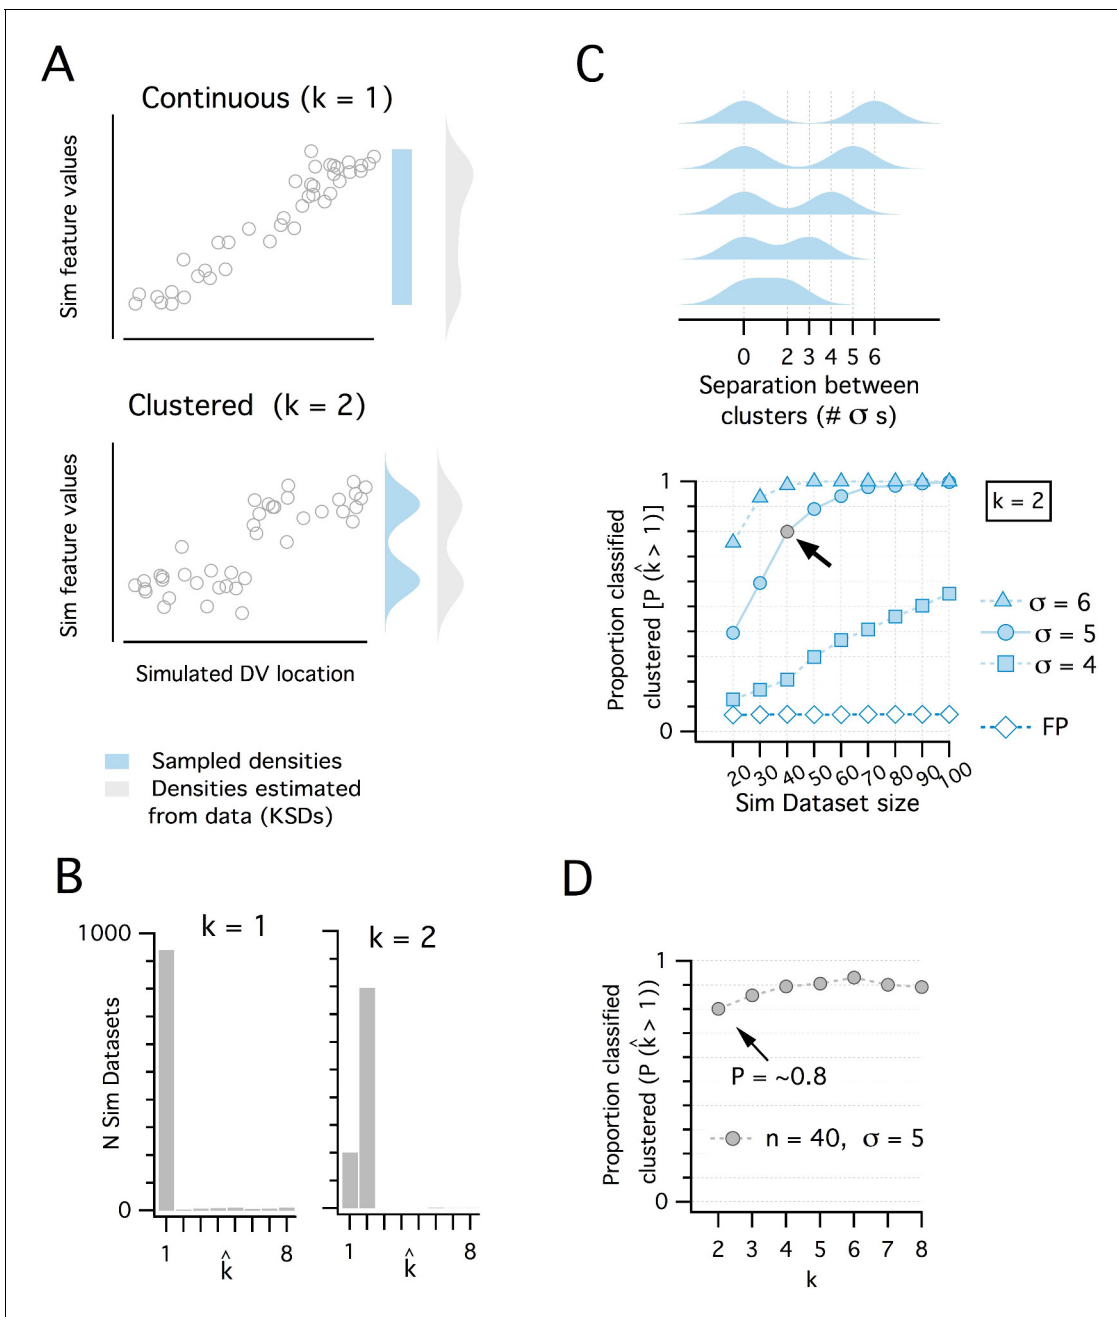 A
Continuous (k = 1)
Sim feature values
Clustered (k = 2)
Sim feature values
Simulated DV location
Sampled densities
Densities estimated
from data (KSDs)
B
k = 1
k = 2
N Sim Datasets
1000
0
1
8
k̂
1
8
k̂
C
0 2 3 4 5 6
Separation between
clusters (# σ s)
Proportion classified
clustered [P (k̂ > 1)]
1
0
k = 2
σ = 6
σ = 5
σ = 4
FP
20 30 40 50 60 70 80 90 100
Sim Dataset size
D
Proportion classified
clustered (P (k̂ > 1))
1
0
P = ~0.8
n = 40, σ = 5
2 3 4 5 6 7 8
k